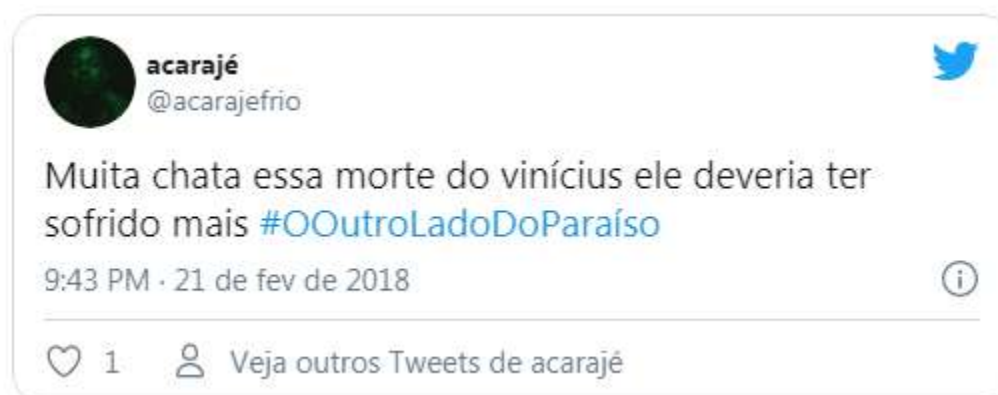 acarajé
@acarajefrio
Muita chata essa morte do vinícius ele deveria ter
sofrido mais #OOutroLadoDoParaíso
9:43 PM · 21 de fev de 2018
1 Veja outros Tweets de acarajé